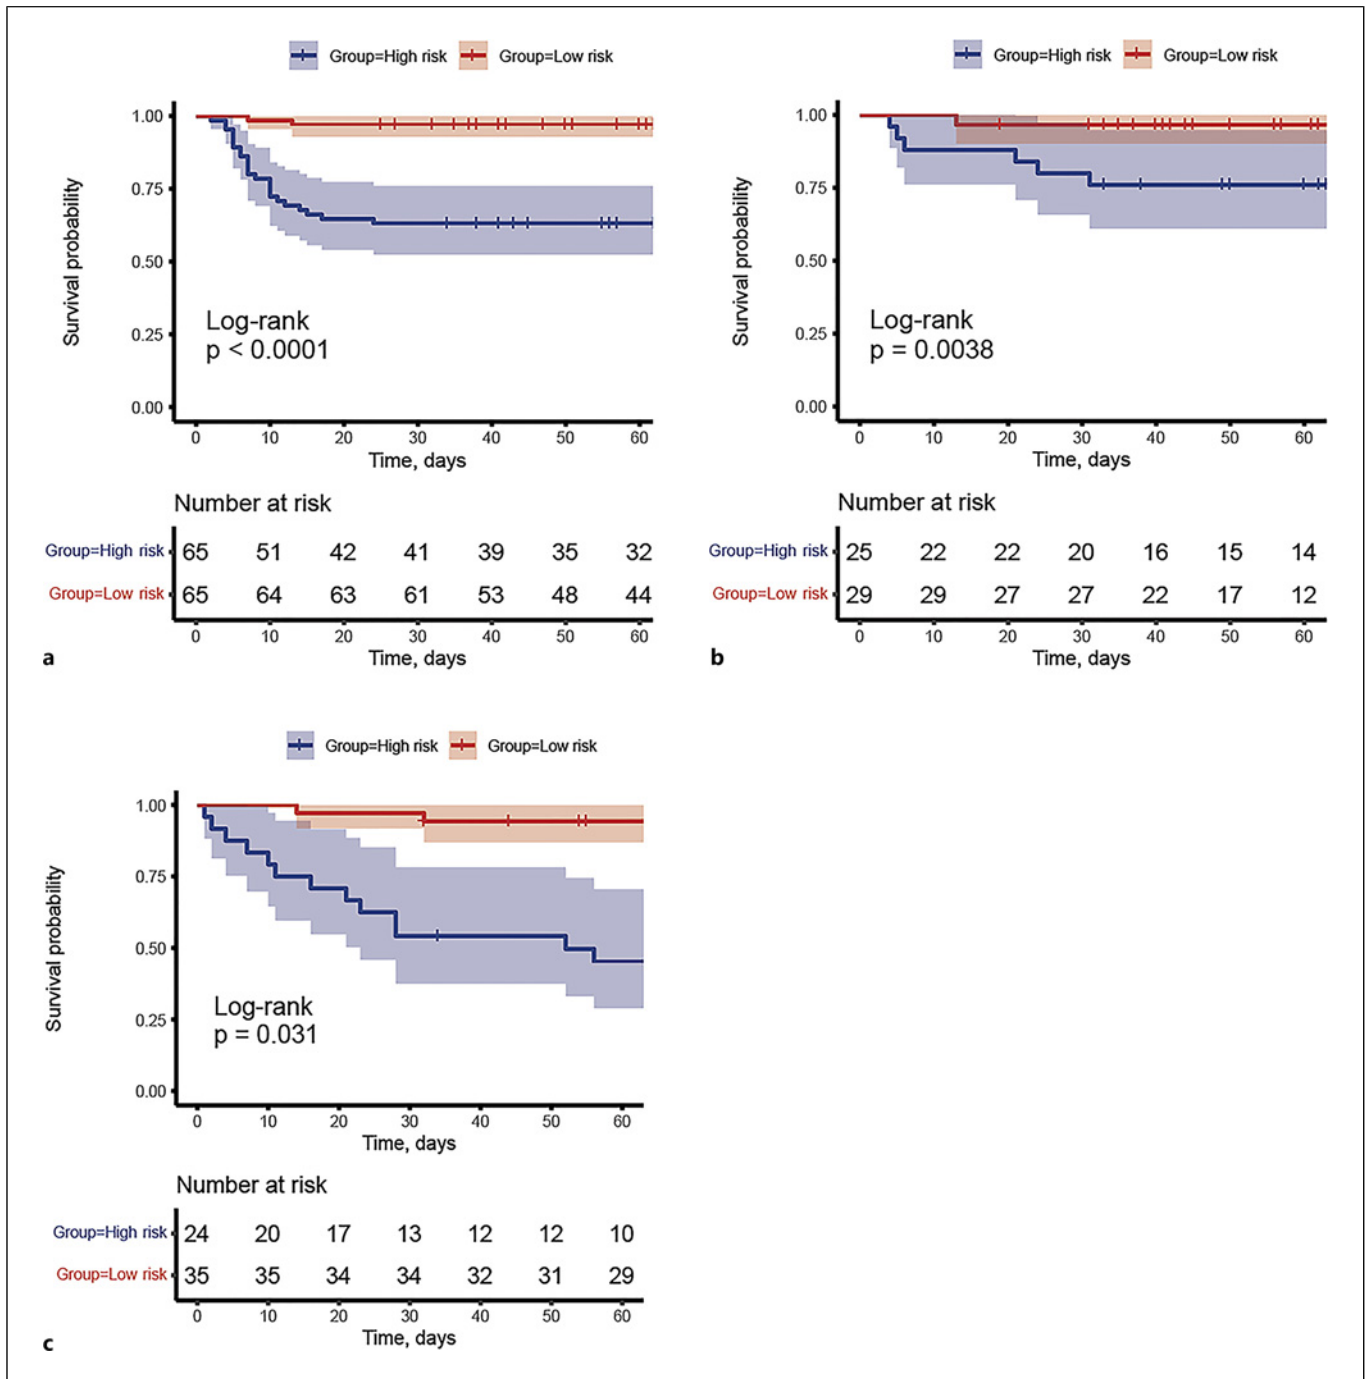 Group=High risk Group=Low risk
1.00
0.75
0.50
0.25
0.00
Survival probability
Log-rank
p < 0.0001
0 10 20 30 40 50 60
Time, days
Number at risk
Group=High risk 65 51 42 41 39 35 32
Group=Low risk 65 64 63 61 53 48 44
0 10 20 30 40 50 60
Time, days
a
Group=High risk Group=Low risk
1.00
0.75
0.50
0.25
0.00
Survival probability
Log-rank
p = 0.0038
0 10 20 30 40 50 60
Time, days
Number at risk
Group=High risk 25 22 22 20 16 15 14
Group=Low risk 29 29 27 27 22 17 12
0 10 20 30 40 50 60
Time, days
b
Group=High risk Group=Low risk
1.00
0.75
0.50
0.25
0.00
Survival probability
Log-rank
p = 0.031
0 10 20 30 40 50 60
Time, days
Number at risk
Group=High risk 24 20 17 13 12 12 10
Group=Low risk 35 35 34 34 32 31 29
0 10 20 30 40 50 60
Time, days
c